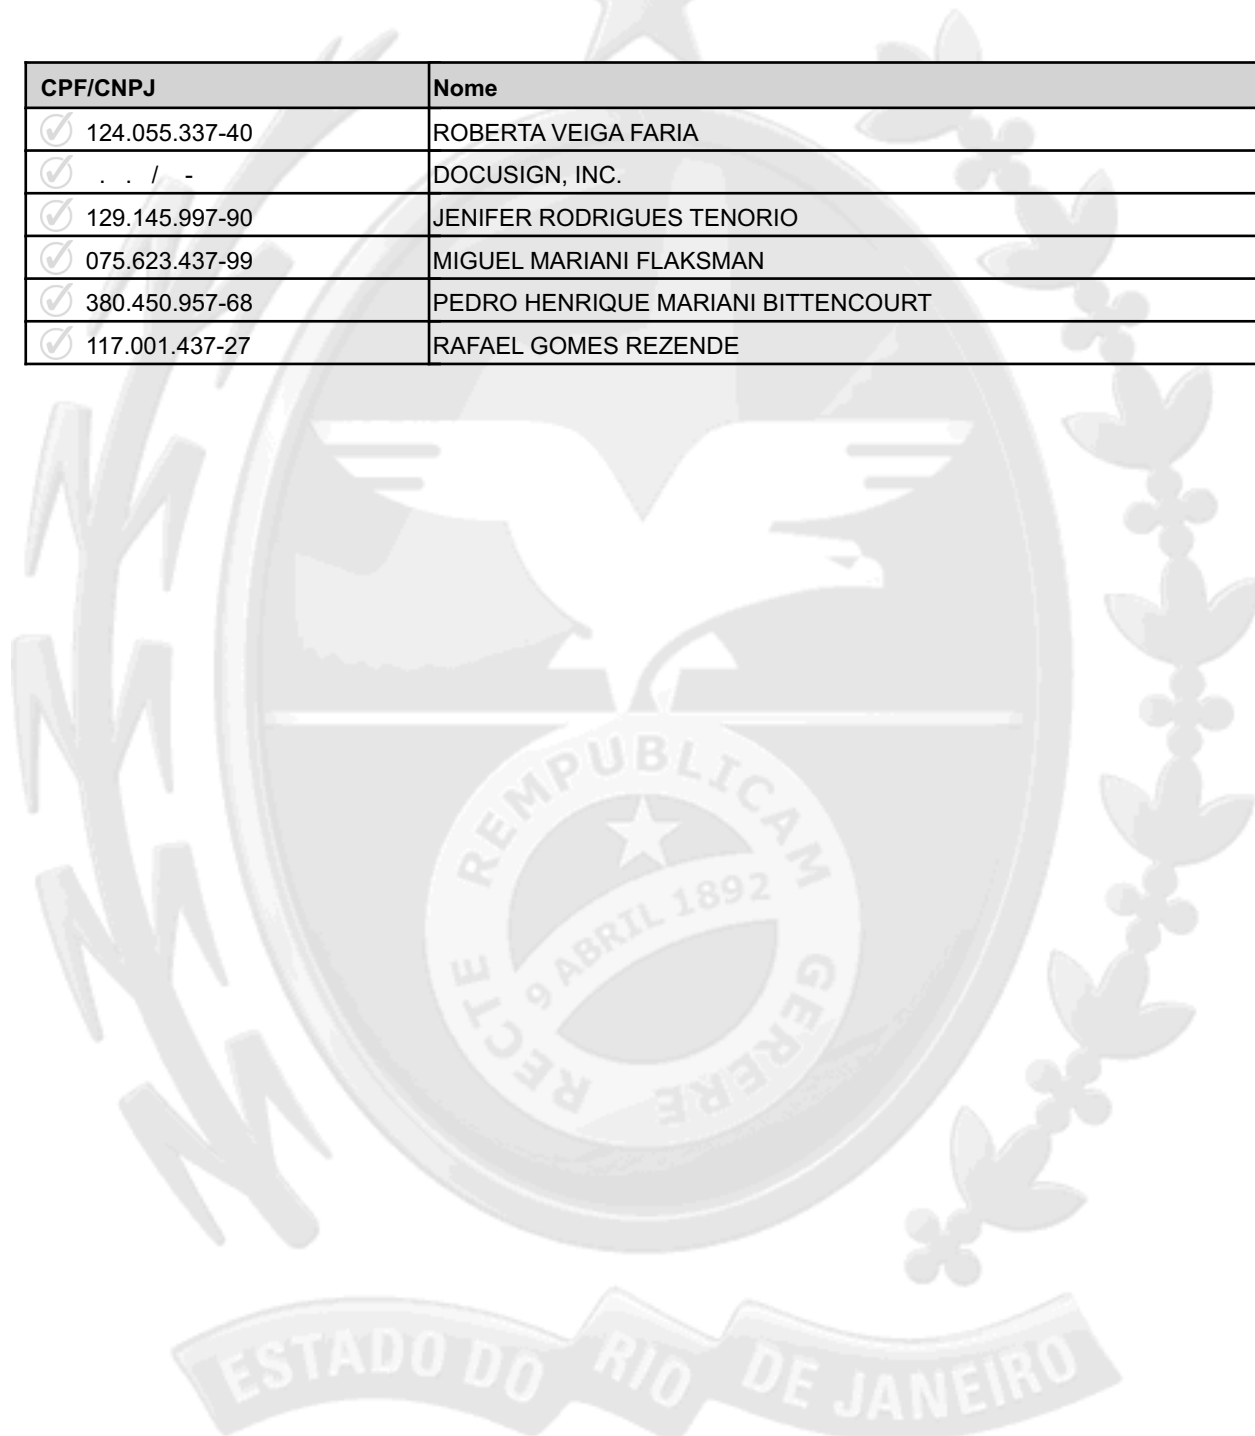 CPF/CNPJ Nome
124.055.337-40 ROBERTA VEIGA FARIA
. . / - DOCUSIGN, INC.
129.145.997-90 JENIFER RODRIGUES TENORIO
075.623.437-99 MIGUEL MARIANI FLAKSMAN
380.450.957-68 PEDRO HENRIQUE MARIANI BITTENCOURT
117.001.437-27 RAFAEL GOMES REZENDE
RECTE REMPUBLICAM GERERE
9 ABRIL 1892
ESTADO DO RIO DE JANEIRO